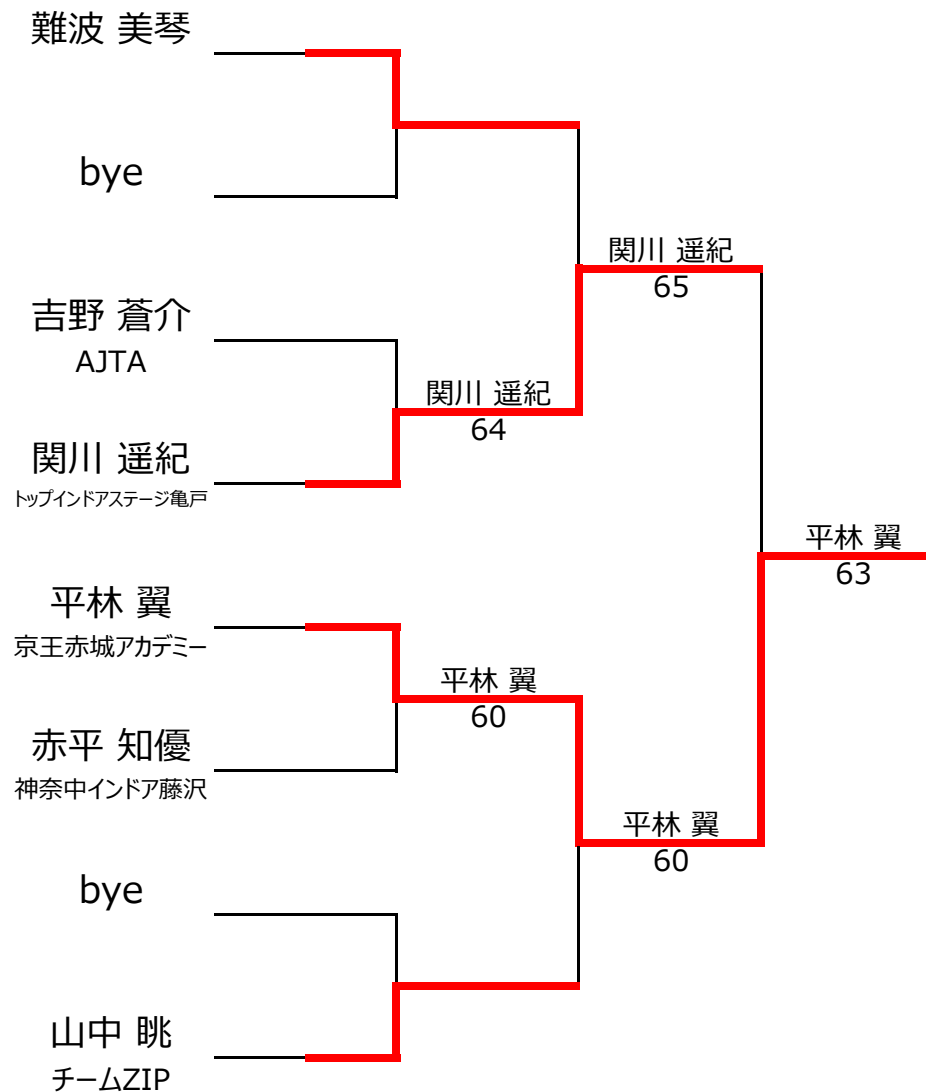 難波 美琴
bye
吉野 蒼介
AJTA
関川 遥紀
トップインドアステージ亀戸
平林 翼
京王赤城アカデミー
赤平 知優
神奈中インドア藤沢
bye
山中 眺
チームZIP
関川 遥紀
64
平林 翼
60
関川 遥紀
65
平林 翼
60
平林 翼
63